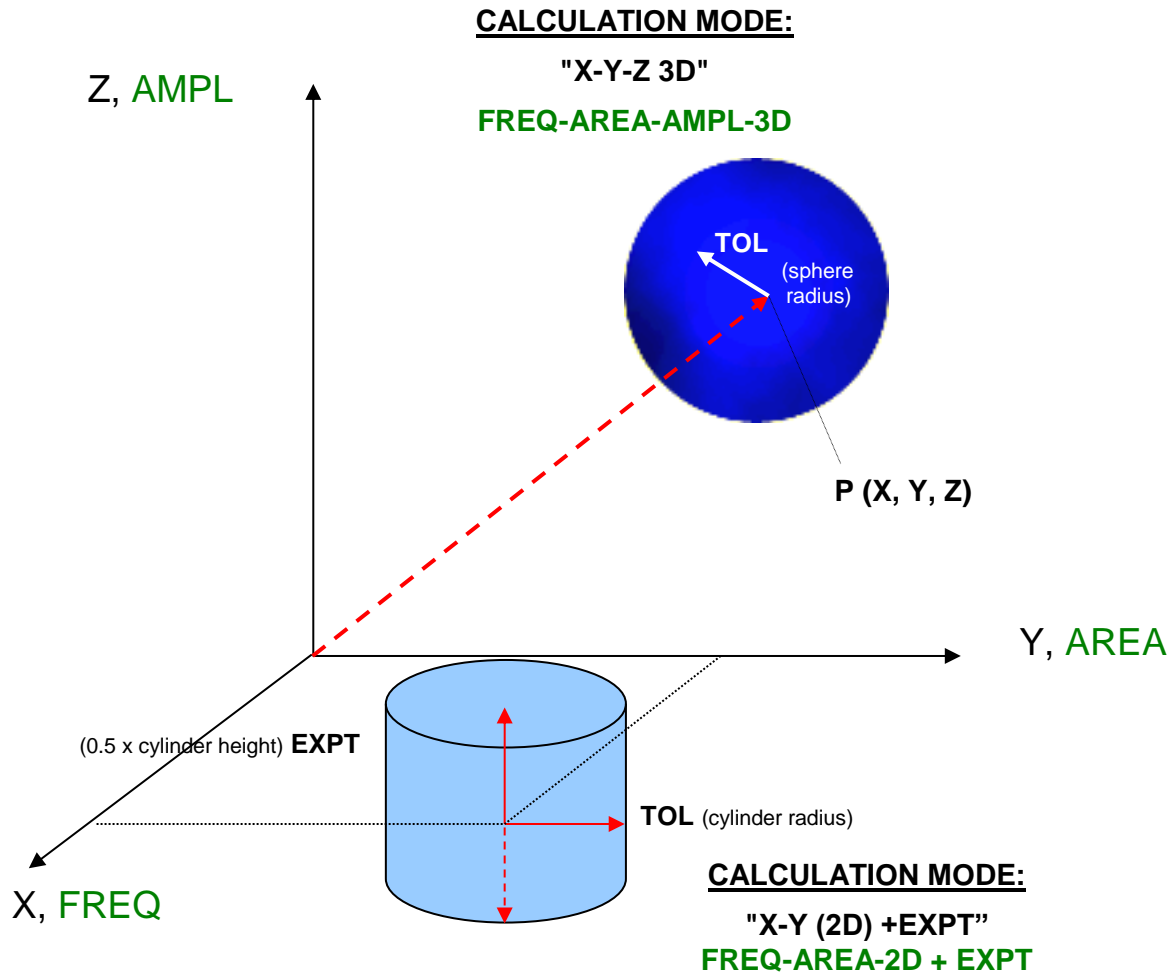 CALCULATION MODE:
"X-Y-Z 3D"
FREQ-AREA-AMPL-3D
Z, AMPL
TOL
(sphere
radius)
P (X, Y, Z)
Y, AREA
(0.5 x cylinder height) EXPT
TOL (cylinder radius)
X, FREQ
CALCULATION MODE:
"X-Y (2D) +EXPT”
FREQ-AREA-2D + EXPT